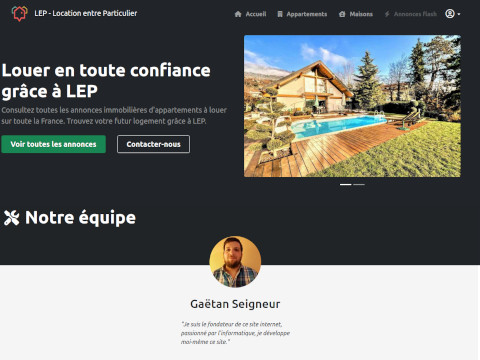 LEP - Location entre Particulier
Accueil
Appartements
Maisons
Annonces flash
Louer en toute confiance
grâce à LEP
Consultez toutes les annonces immobilières d'appartements à louer
sur toute la France. Trouvez votre futur logement grâce à LEP.
Voir toutes les annonces
Contacter-nous
Notre équipe
Gaëtan Seigneur
"Je suis le fondateur de ce site internet,
passionné par l'informatique, je développe
moi-même ce site."